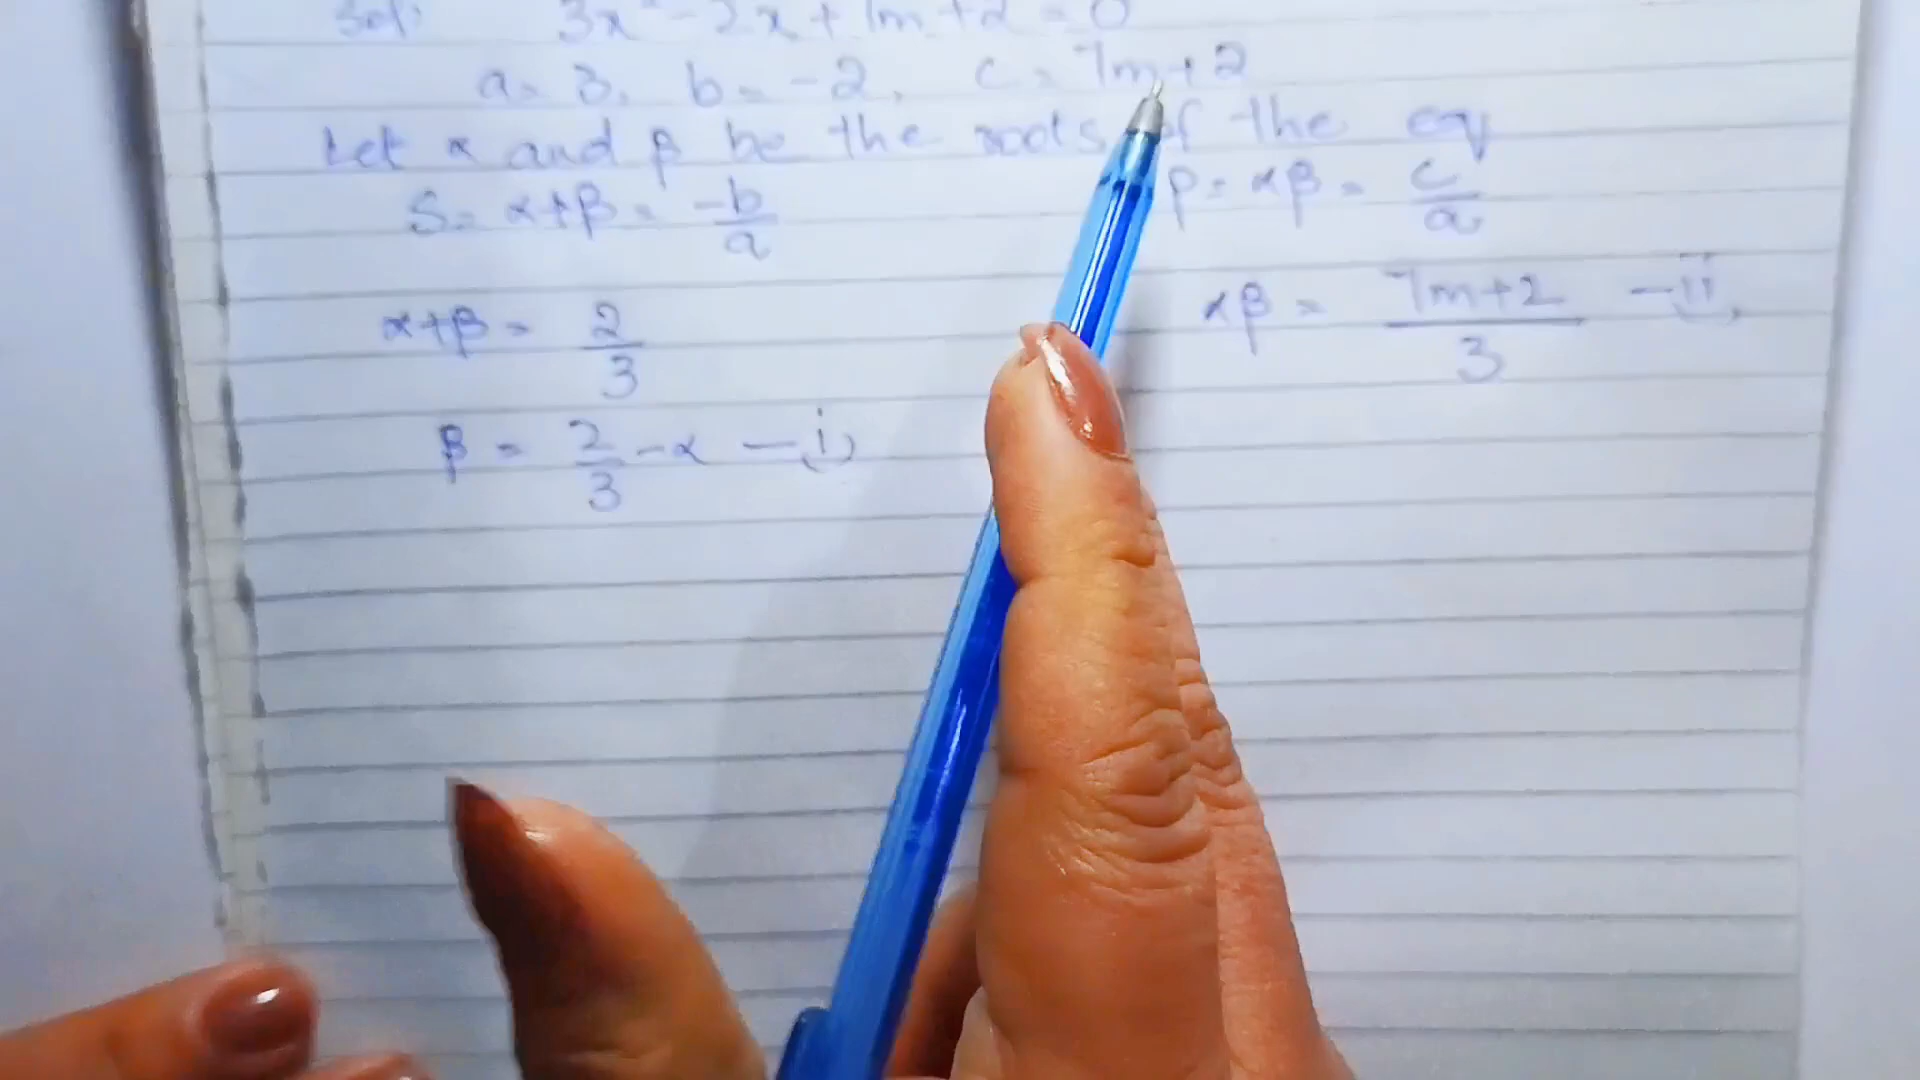 Sol: 3x² - 2x + 7m + 2 = 0
a = 3, b = -2, c = 7m + 2
Let α and β be the roots of the eq
S = α+β = -b/a P = αβ = c/a
α+β = 2/3 αβ = 7m+2/3 - ii,
β = 2/3 - α - i,